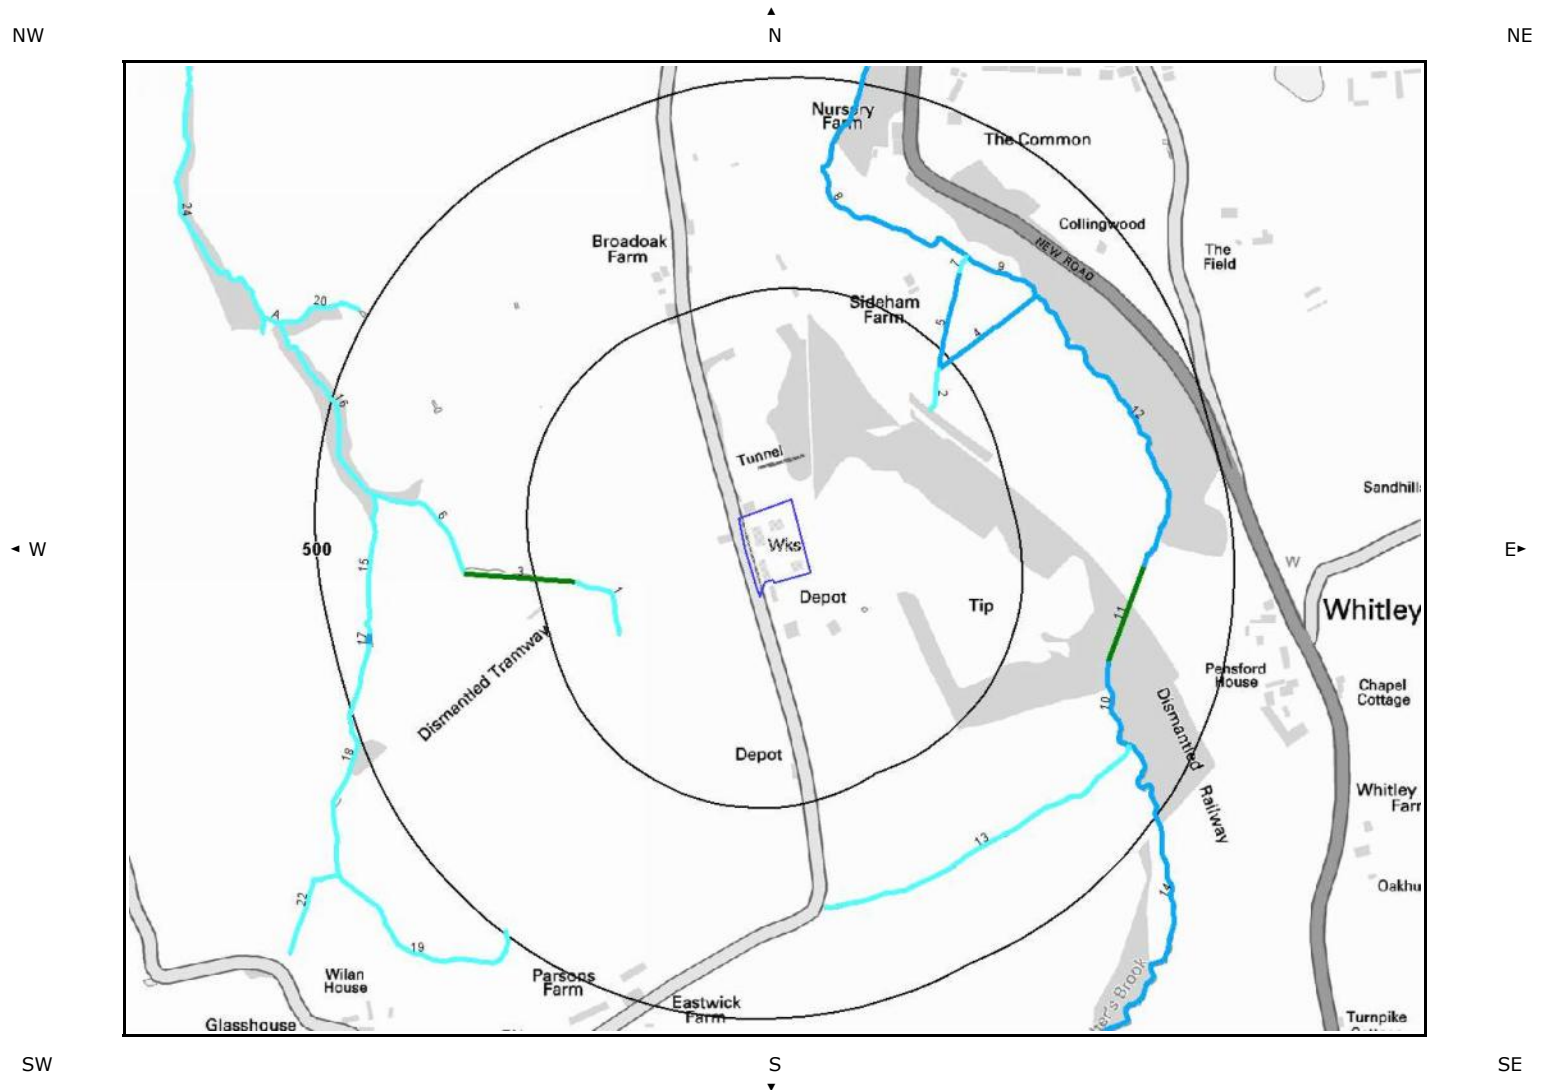 ▲
NW N NE
Nursery
Farm
The Common
8
24
Collingwood
Broadoak
Farm
NEW ROAD
The
Field
7
9
20
A
Sideham
Farm
5
4
16
2
12
Tunnel
Sandhill
6
◄ W
500
Wks
E►
W
15
3
1
Depot
Tip
11
Whitley
17
Dismantled Tramway
Pensford
House
Chapel
Cottage
10
Dismantled
Railway
18
Depot
Whitley
Farr
13
22
14
Oakhu
19
Wilan
House
Parsons
Farm
Eastwick
Farm
er's Brook
Glasshouse
Turnpike
SW S SE
▼